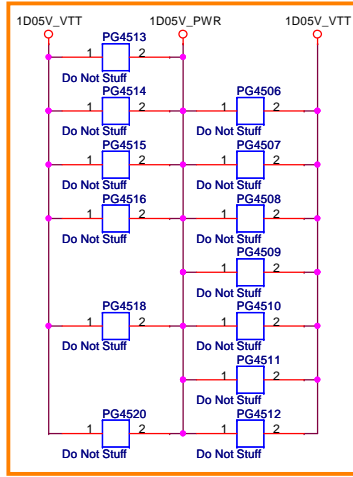 1D05V_VTT 1D05V_PWR 1D05V_VTT
PG4513
1 2
Do Not Stuff
PG4514 PG4506
1 2 1 2
Do Not Stuff Do Not Stuff
PG4515 PG4507
1 2 1 2
Do Not Stuff Do Not Stuff
PG4516 PG4508
1 2 1 2
Do Not Stuff Do Not Stuff
PG4509
1 2
Do Not Stuff
PG4518 PG4510
1 2 1 2
Do Not Stuff Do Not Stuff
PG4511
1 2
Do Not Stuff
PG4520 PG4512
1 2 1 2
Do Not Stuff Do Not Stuff